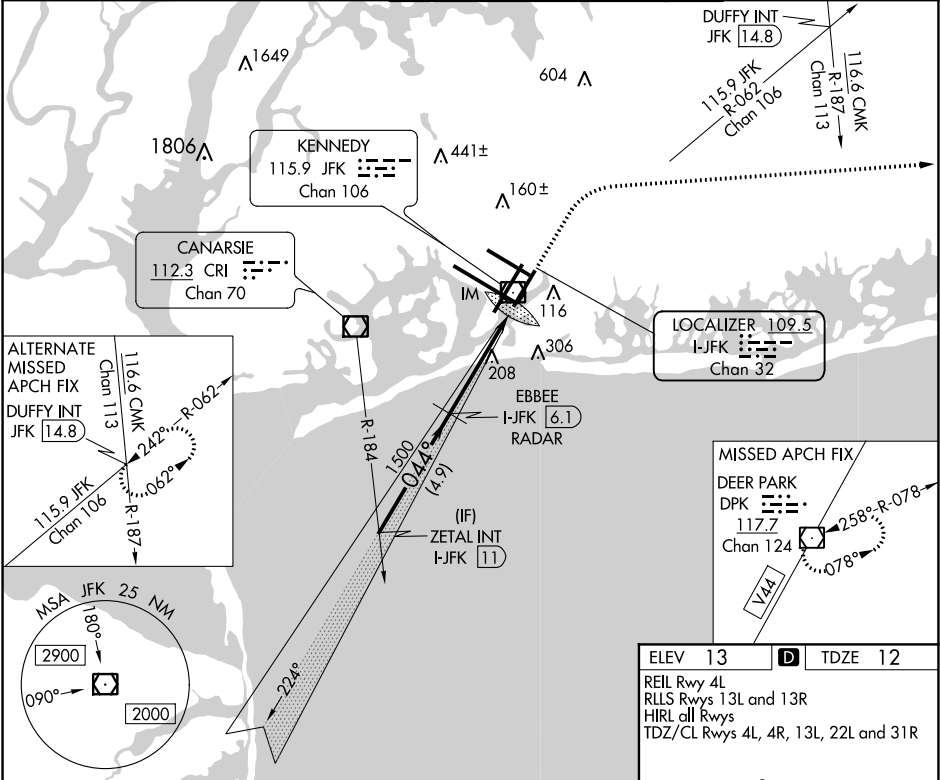 DUFFY INT
JFK 14.8
115.9 JFK
R-062
Chan 106
116.6 CMK
R-187
Chan 113
1649
604
1806
KENNEDY
115.9 JFK
Chan 106
441±
160±
CANARSIE
112.3 CRI
Chan 70
IM
116
LOCALIZER 109.5
I-JFK
Chan 32
306
208
ALTERNATE
MISSED
APCH FIX
DUFFY INT
JFK 14.8
116.6 CMK
Chan 113
R-062
242°
062°
115.9 JFK
Chan 106
R-187
EBBEE
I-JFK 6.1
RADAR
R-184
1500
044°
(4.9)
(IF)
ZETAL INT
I-JFK 11
224°
MISSED APCH FIX
DEER PARK
DPK
117.7
Chan 124
258°
R-078
078°
V44
MSA JFK 25 NM
180°
2900
090°
2000
ELEV 13 D TDZE 12
REIL Rwy 4L
RLLS Rwys 13L and 13R
HIRL all Rwys
TDZ/CL Rwys 4L, 4R, 13L, 22L and 31R